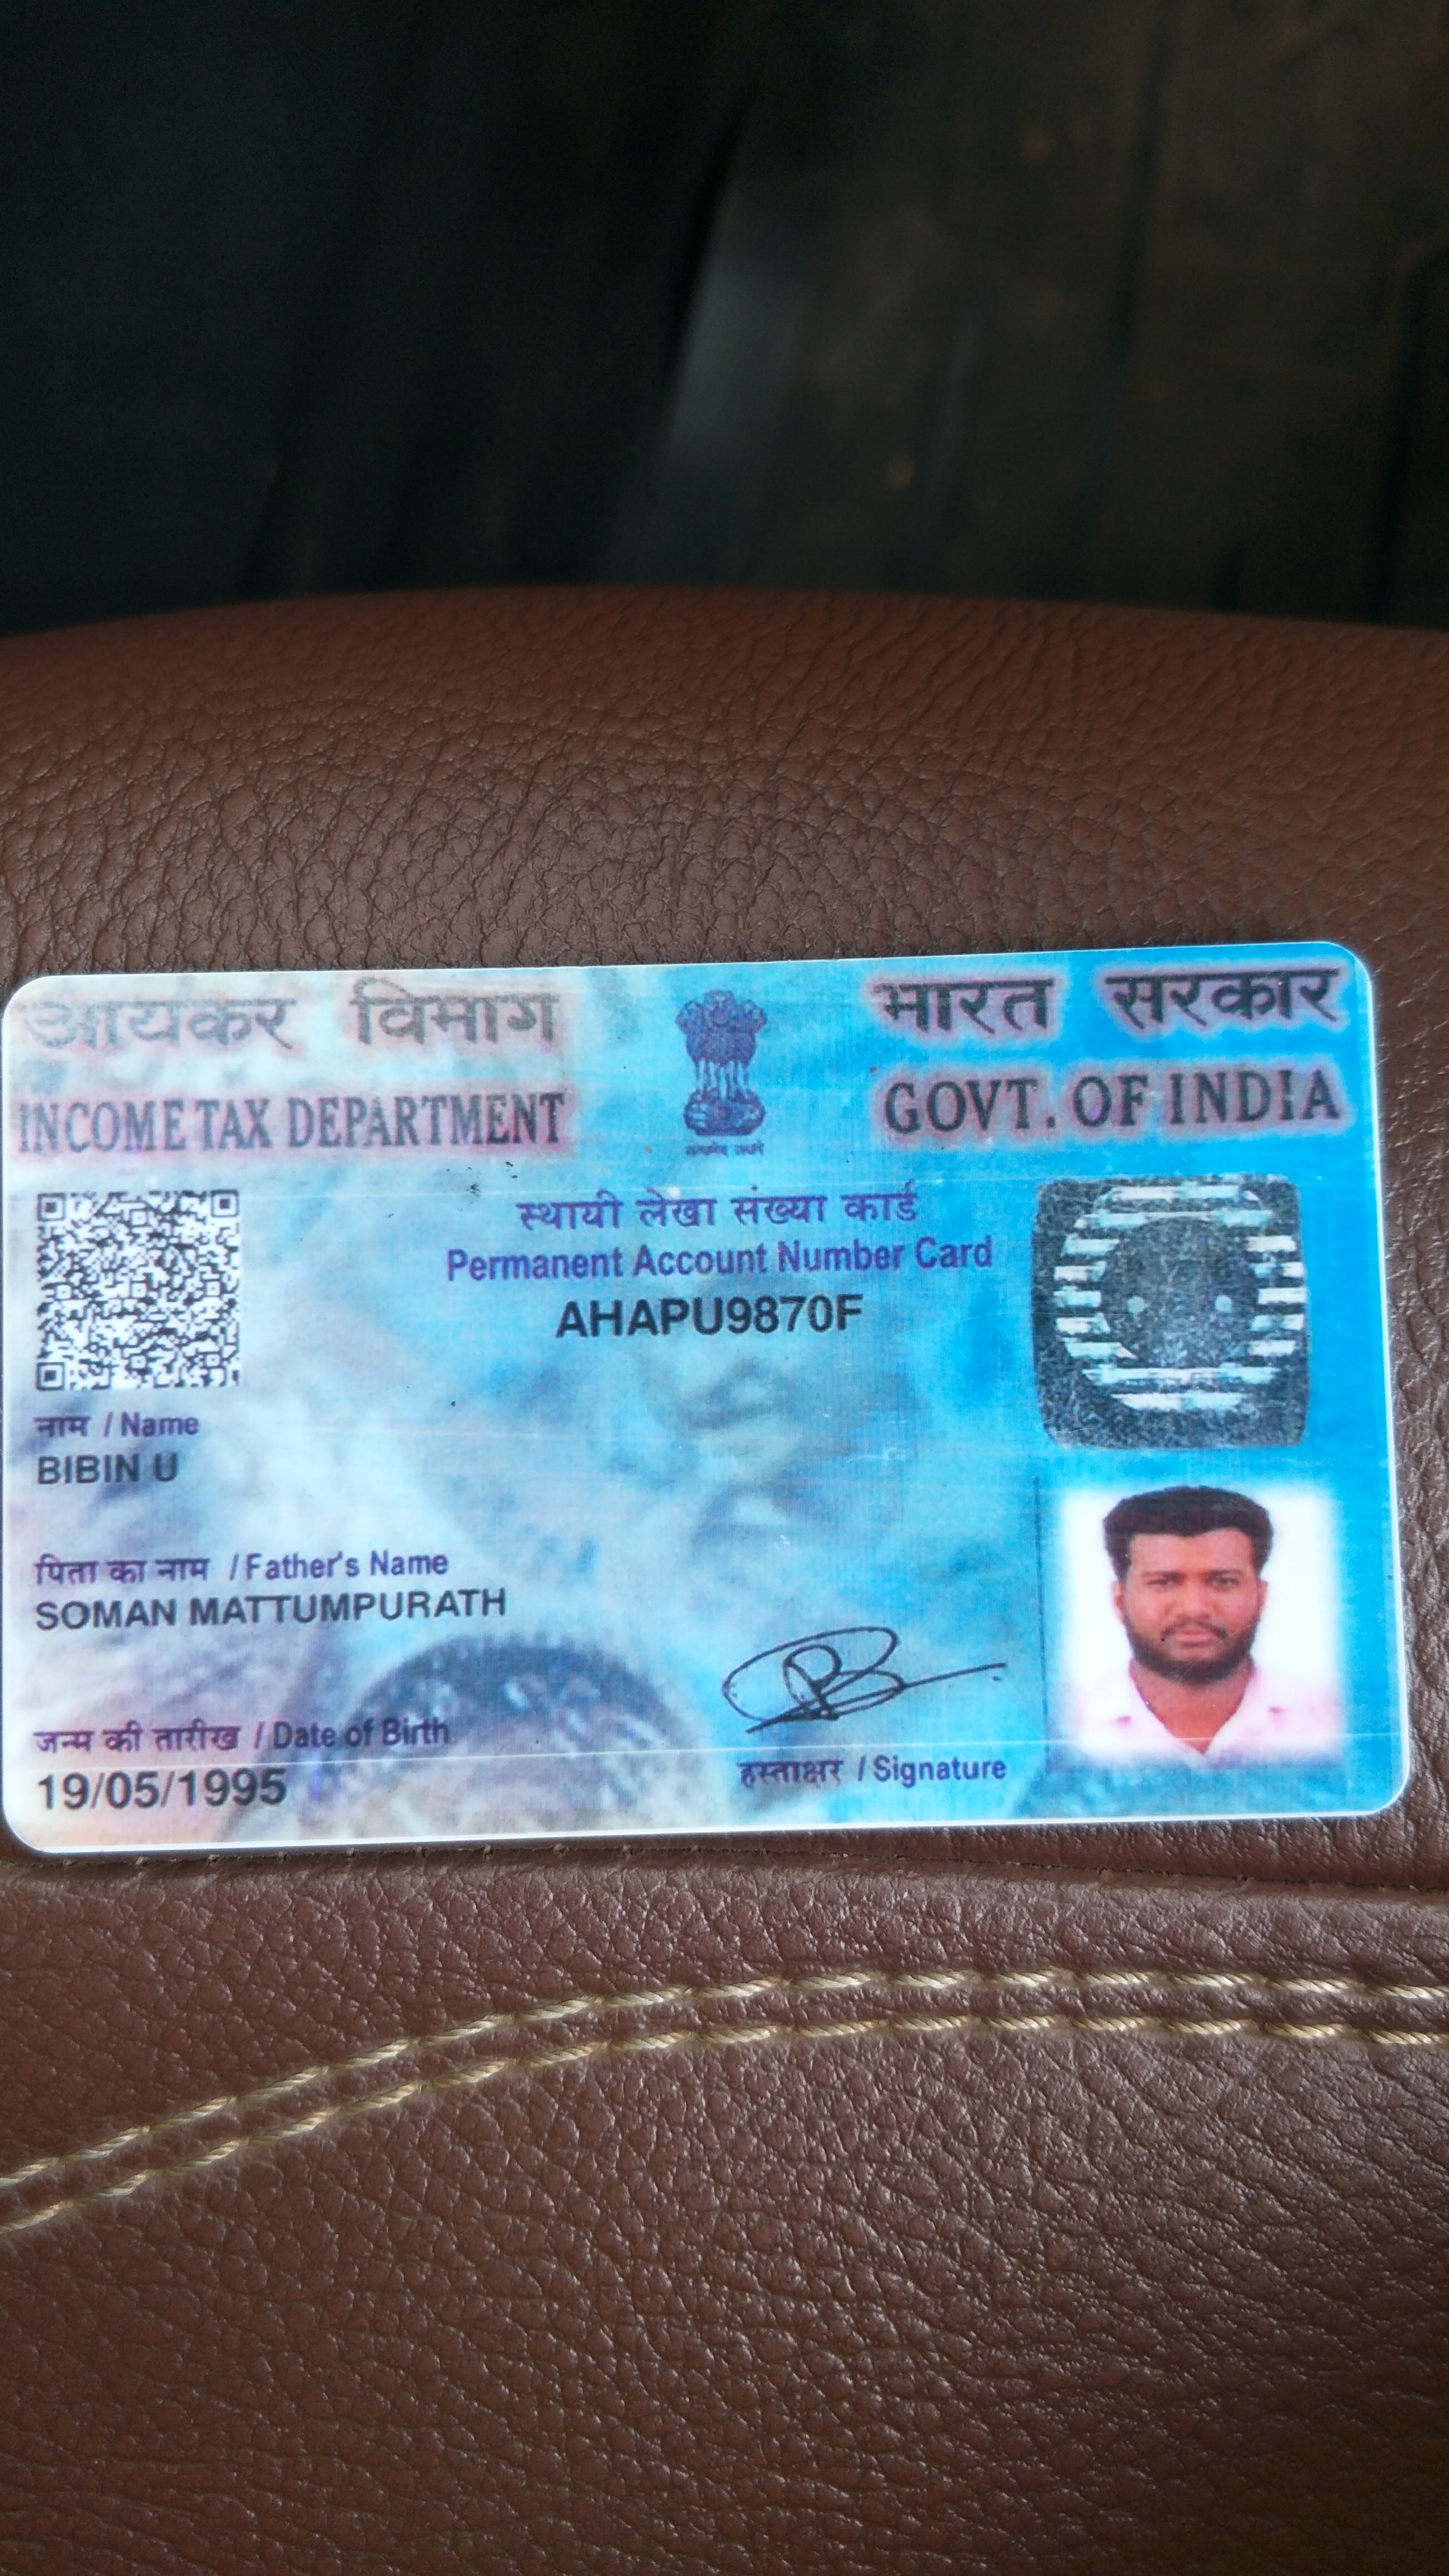 आयकर विभाग
INCOME TAX DEPARTMENT
भारत सरकार
GOVT. OF INDIA
सत्यमेव जयते
स्थायी लेखा संख्या कार्ड
Permanent Account Number Card
AHAPU9870F
नाम / Name
BIBIN U
पिता का नाम / Father's Name
SOMAN MATTUMPURATH
जन्म की तारीख / Date of Birth
19/05/1995
हस्ताक्षर / Signature